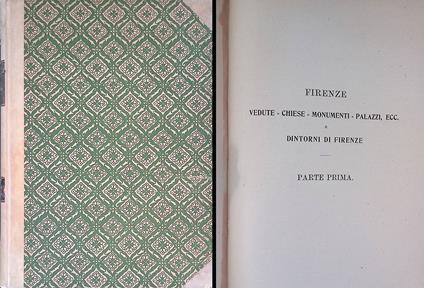 FIRENZE
VEDUTE - CHIESE - MONUMENTI - PALAZZI, ECC.
E
DINTORNI DI FIRENZE
PARTE PRIMA.